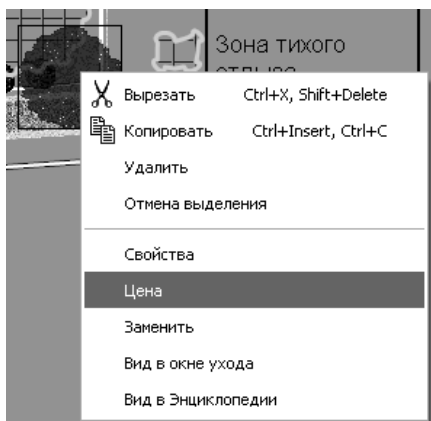 Зона тихого
отдыха
Вырезать Ctrl+X, Shift+Delete
Копировать Ctrl+Insert, Ctrl+C
Удалить
Отмена выделения
Свойства
Цена
Заменить
Вид в окне ухода
Вид в Энциклопедии